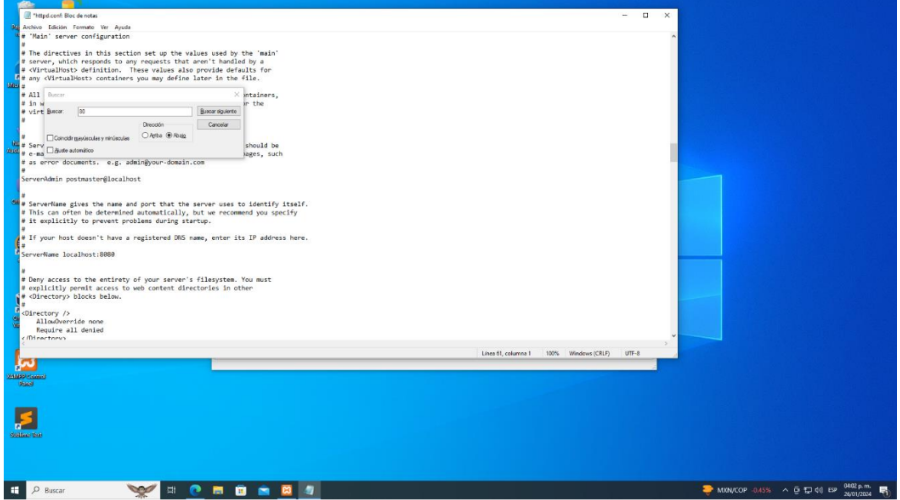 *httpd.conf: Bloc de notas
Archivo Edición Formato Ver Ayuda
# 'Main' server configuration
#
# The directives in this section set up the values used by the 'main'
# server, which responds to any requests that aren't handled by a
# <VirtualHost> definition. These values also provide defaults for
# any <VirtualHost> containers you may define later in the file.
#
# All
ntainers,
# in
r the
# virt
#
Buscar
Buscar:
80
Buscar siguiente
Cancelar
Dirección
Arriba
Abajo
Coincidir mayúsculas y minúsculas
Ajuste automático
#
# Serv
should be
# e-ma
ages, such
# as error documents. e.g. admin@your-domain.com
#
ServerAdmin postmaster@localhost
#
# ServerName gives the name and port that the server uses to identify itself.
# This can often be determined automatically, but we recommend you specify
# it explicitly to prevent problems during startup.
#
# If your host doesn't have a registered DNS name, enter its IP address here.
#
ServerName localhost:8080
#
# Deny access to the entirety of your server's filesystem. You must
# explicitly permit access to web content directories in other
# <Directory> blocks below.
#
<Directory />
AllowOverride none
Require all denied
</Directory>
Línea 61, columna 1
100%
Windows (CRLF)
UTF-8
XAMPP Control
Panel
Sublime Text
Buscar
MXN/COP -0.45%
ESP
04:02 p. m.
26/01/2024